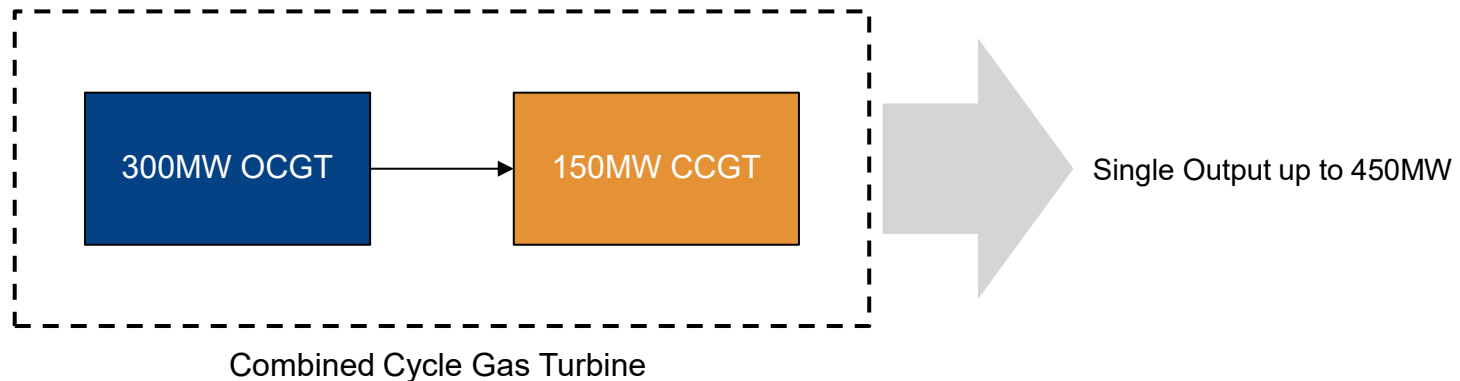 300MW OCGT
150MW CCGT
Single Output up to 450MW
Combined Cycle Gas Turbine